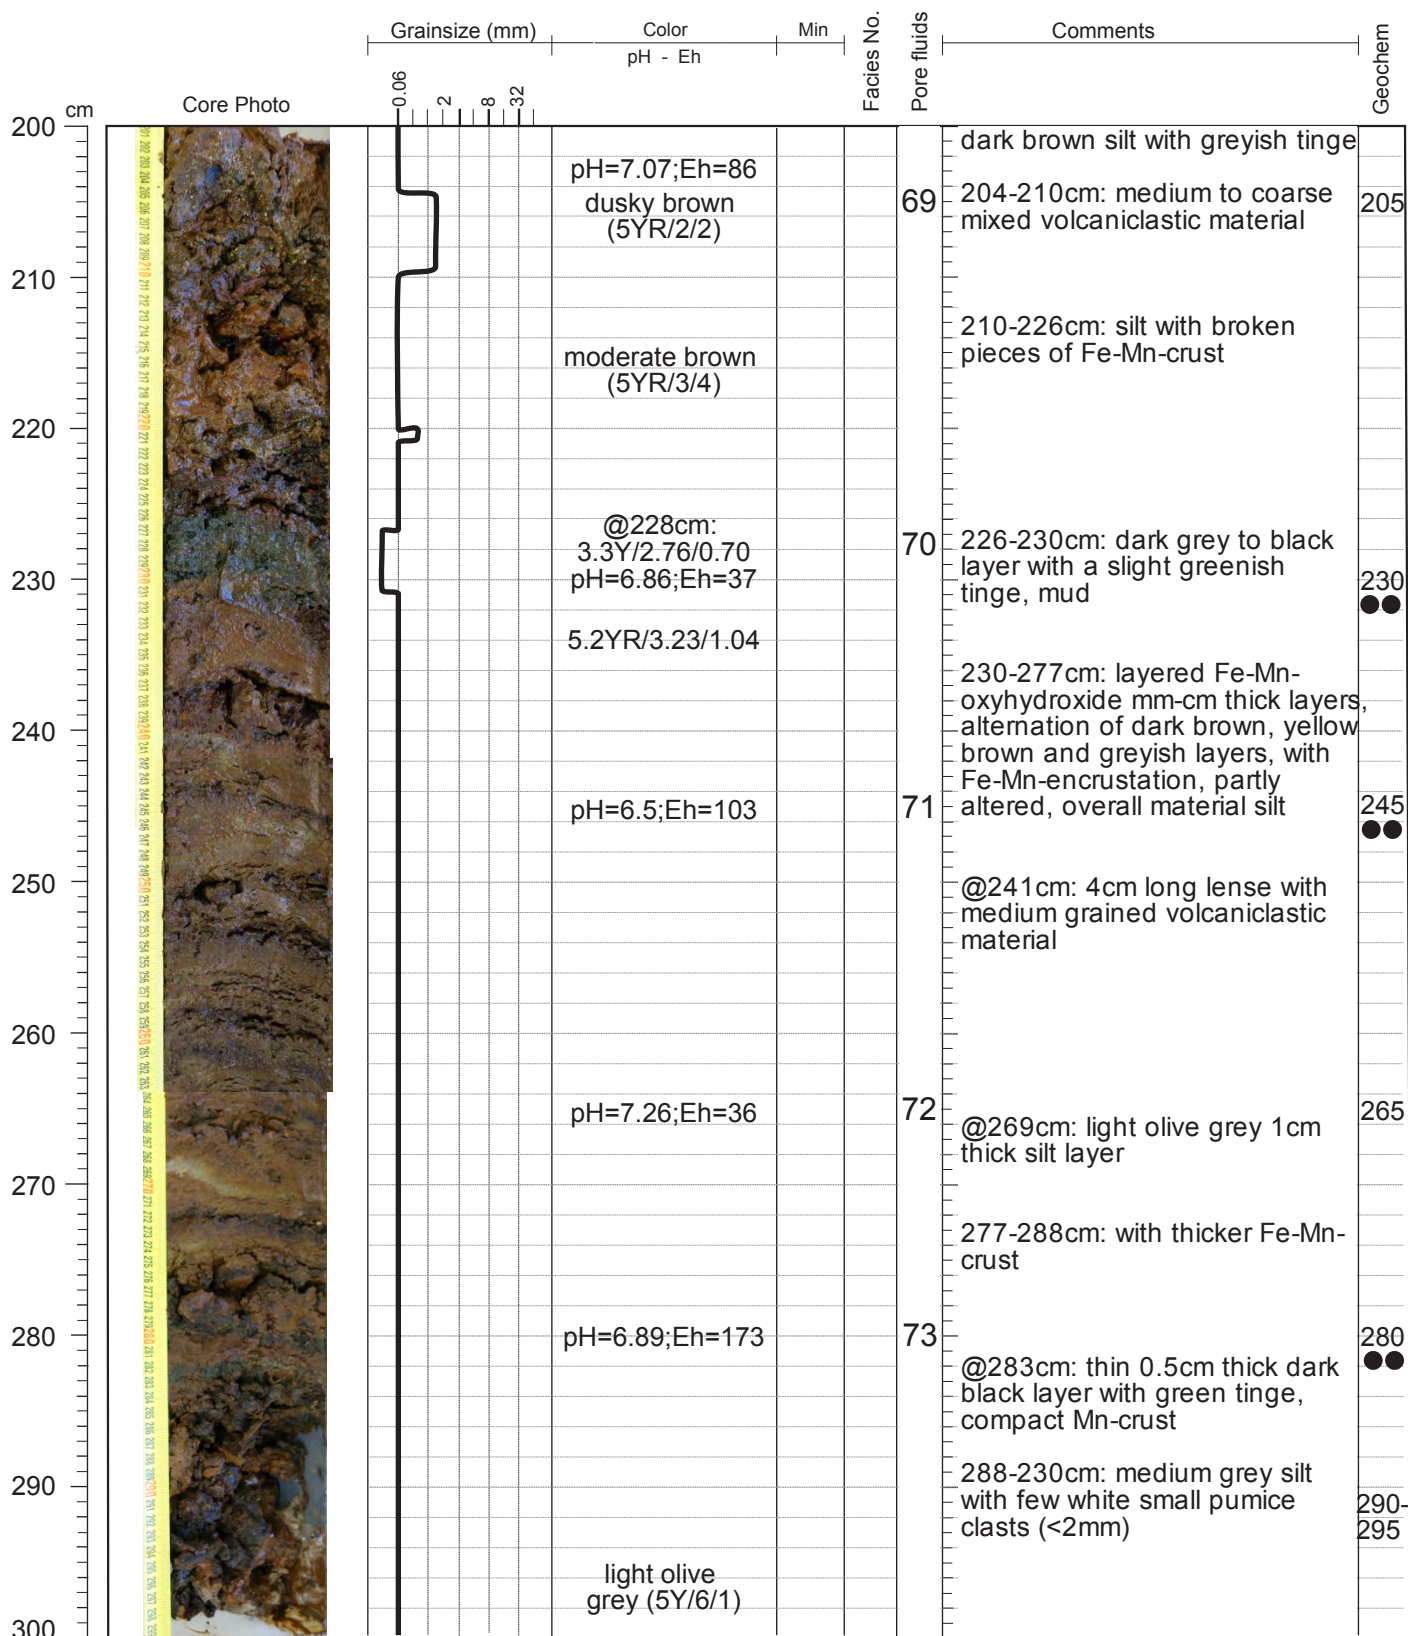 Grainsize (mm) Color Min Comments
pH - Eh
Facies No. Pore fluids Geochem
cm Core Photo 0.06 2 8 32
200
dark brown silt with greyish tinge
pH=7.07;Eh=86
dusky brown
(5YR/2/2)
69
204-210cm: medium to coarse
mixed volcaniclastic material
205
210
210-226cm: silt with broken
pieces of Fe-Mn-crust
moderate brown
(5YR/3/4)
220
@228cm:
3.3Y/2.76/0.70
pH=6.86;Eh=37
70
226-230cm: dark grey to black
layer with a slight greenish
tinge, mud
230
230
5.2YR/3.23/1.04
230-277cm: layered Fe-Mn-
oxyhydroxide mm-cm thick layers,
alternation of dark brown, yellow
brown and greyish layers, with
Fe-Mn-encrustation, partly
altered, overall material silt
240
pH=6.5;Eh=103
71
245
250
@241cm: 4cm long lense with
medium grained volcaniclastic
material
260
pH=7.26;Eh=36
72
265
@269cm: light olive grey 1cm
thick silt layer
270
277-288cm: with thicker Fe-Mn-
crust
280
pH=6.89;Eh=173
73
280
@283cm: thin 0.5cm thick dark
black layer with green tinge,
compact Mn-crust
290
288-230cm: medium grey silt
with few white small pumice
clasts (<2mm)
290-
295
light olive
grey (5Y/6/1)
300